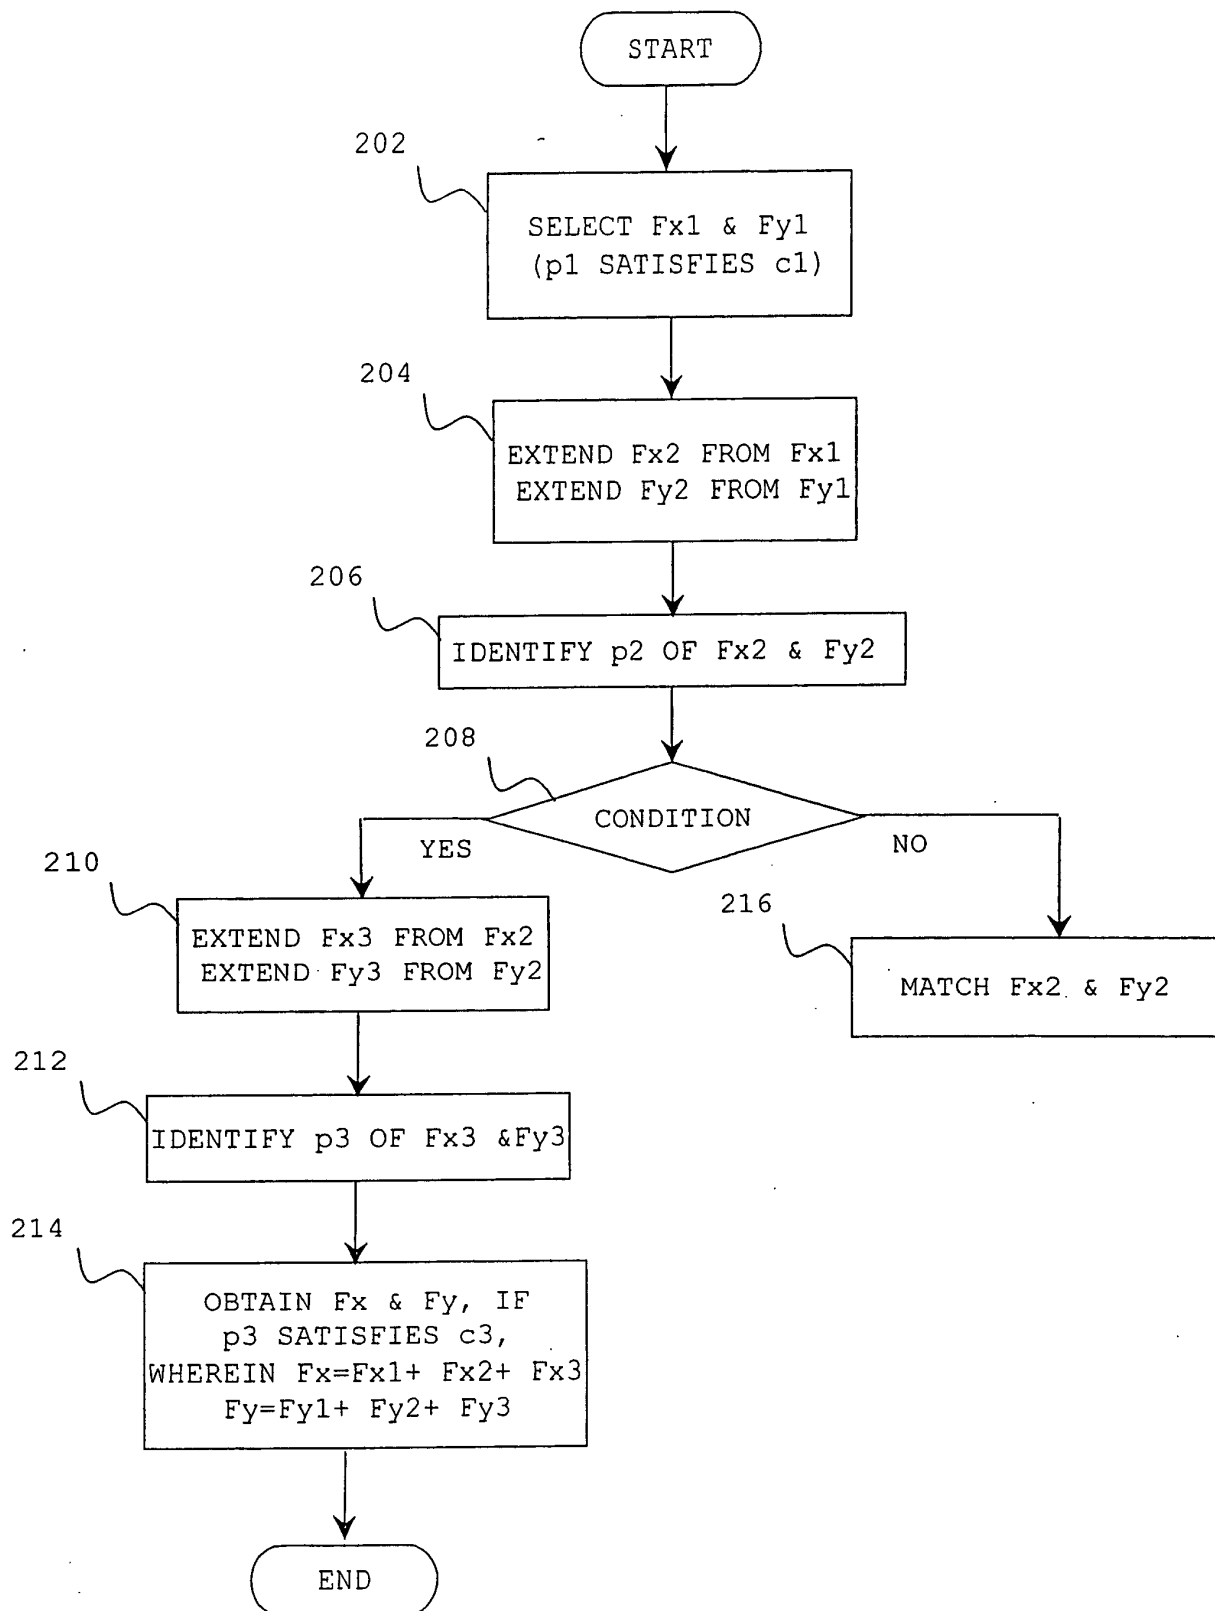 START
202
SELECT Fx1 & Fy1
(p1 SATISFIES c1)
204
EXTEND Fx2 FROM Fx1
EXTEND Fy2 FROM Fy1
206
IDENTIFY p2 OF Fx2 & Fy2
208
CONDITION
YES
NO
210
EXTEND Fx3 FROM Fx2
EXTEND Fy3 FROM Fy2
216
MATCH Fx2 & Fy2
212
IDENTIFY p3 OF Fx3 &Fy3
214
OBTAIN Fx & Fy, IF
p3 SATISFIES c3,
WHEREIN Fx=Fx1+ Fx2+ Fx3
Fy=Fy1+ Fy2+ Fy3
END